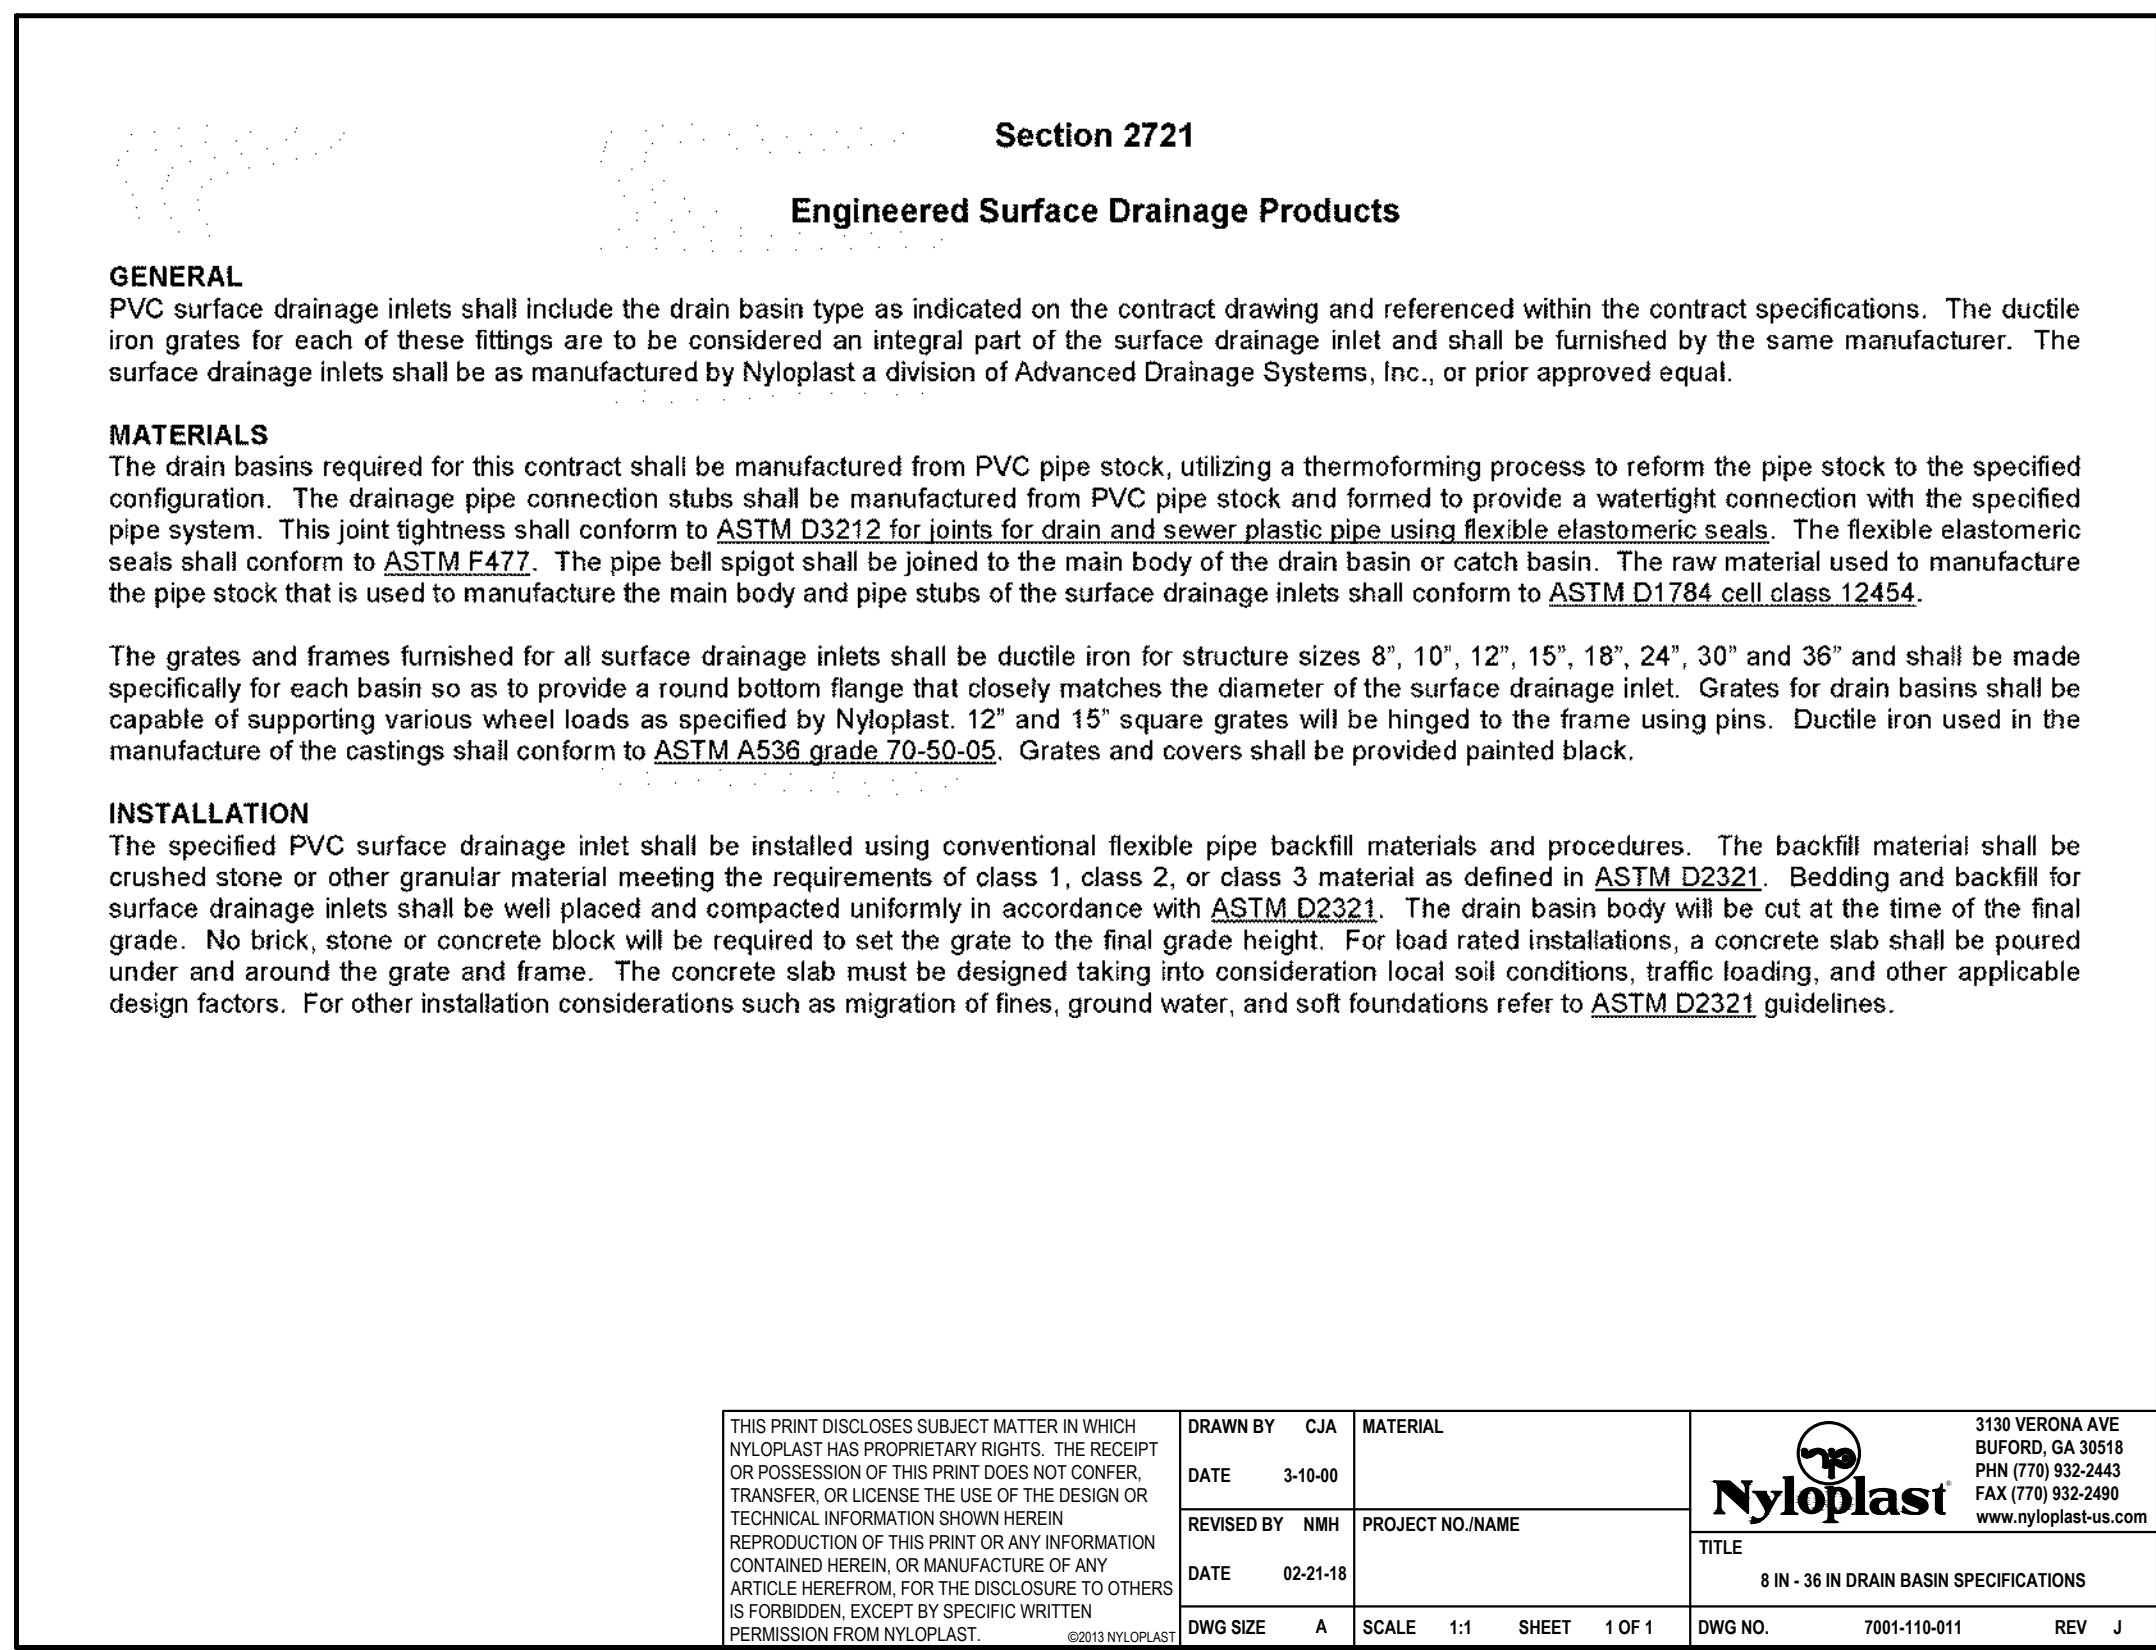 Section 2721
Engineered Surface Drainage Products
GENERAL
PVC surface drainage inlets shall include the drain basin type as indicated on the contract drawing and referenced within the contract specifications. The ductile
iron grates for each of these fittings are to be considered an integral part of the surface drainage inlet and shall be furnished by the same manufacturer. The
surface drainage inlets shall be as manufactured by Nyloplast a division of Advanced Drainage Systems, Inc., or prior approved equal.
MATERIALS
The drain basins required for this contract shall be manufactured from PVC pipe stock, utilizing a thermoforming process to reform the pipe stock to the specified
configuration. The drainage pipe connection stubs shall be manufactured from PVC pipe stock and formed to provide a watertight connection with the specified
pipe system. This joint tightness shall conform to ASTM D3212 for joints for drain and sewer plastic pipe using flexible elastomeric seals. The flexible elastomeric
seals shall conform to ASTM F477. The pipe bell spigot shall be joined to the main body of the drain basin or catch basin. The raw material used to manufacture
the pipe stock that is used to manufacture the main body and pipe stubs of the surface drainage inlets shall conform to ASTM D1784 cell class 12454.
The grates and frames furnished for all surface drainage inlets shall be ductile iron for structure sizes 8”, 10”, 12”, 15”, 18”, 24”, 30” and 36” and shall be made
specifically for each basin so as to provide a round bottom flange that closely matches the diameter of the surface drainage inlet. Grates for drain basins shall be
capable of supporting various wheel loads as specified by Nyloplast. 12” and 15” square grates will be hinged to the frame using pins. Ductile iron used in the
manufacture of the castings shall conform to ASTM A536 grade 70-50-05. Grates and covers shall be provided painted black.
INSTALLATION
The specified PVC surface drainage inlet shall be installed using conventional flexible pipe backfill materials and procedures. The backfill material shall be
crushed stone or other granular material meeting the requirements of class 1, class 2, or class 3 material as defined in ASTM D2321. Bedding and backfill for
surface drainage inlets shall be well placed and compacted uniformly in accordance with ASTM D2321. The drain basin body will be cut at the time of the final
grade. No brick, stone or concrete block will be required to set the grate to the final grade height. For load rated installations, a concrete slab shall be poured
under and around the grate and frame. The concrete slab must be designed taking into consideration local soil conditions, traffic loading, and other applicable
design factors. For other installation considerations such as migration of fines, ground water, and soft foundations refer to ASTM D2321 guidelines.
THIS PRINT DISCLOSES SUBJECT MATTER IN WHICH
NYLOPLAST HAS PROPRIETARY RIGHTS. THE RECEIPT
OR POSSESSION OF THIS PRINT DOES NOT CONFER,
TRANSFER, OR LICENSE THE USE OF THE DESIGN OR
TECHNICAL INFORMATION SHOWN HEREIN
REPRODUCTION OF THIS PRINT OR ANY INFORMATION
CONTAINED HEREIN, OR MANUFACTURE OF ANY
ARTICLE HEREFROM, FOR THE DISCLOSURE TO OTHERS
IS FORBIDDEN, EXCEPT BY SPECIFIC WRITTEN
PERMISSION FROM NYLOPLAST. ©2013 NYLOPLAST
DRAWN BY CJA
DATE 3-10-00
REVISED BY NMH
DATE 02-21-18
DWG SIZE A
MATERIAL
PROJECT NO./NAME
SCALE 1:1 SHEET 1 OF 1
Nyloplast®
3130 VERONA AVE
BUFORD, GA 30518
PHN (770) 932-2443
FAX (770) 932-2490
www.nyloplast-us.com
TITLE
8 IN - 36 IN DRAIN BASIN SPECIFICATIONS
DWG NO. 7001-110-011 REV J